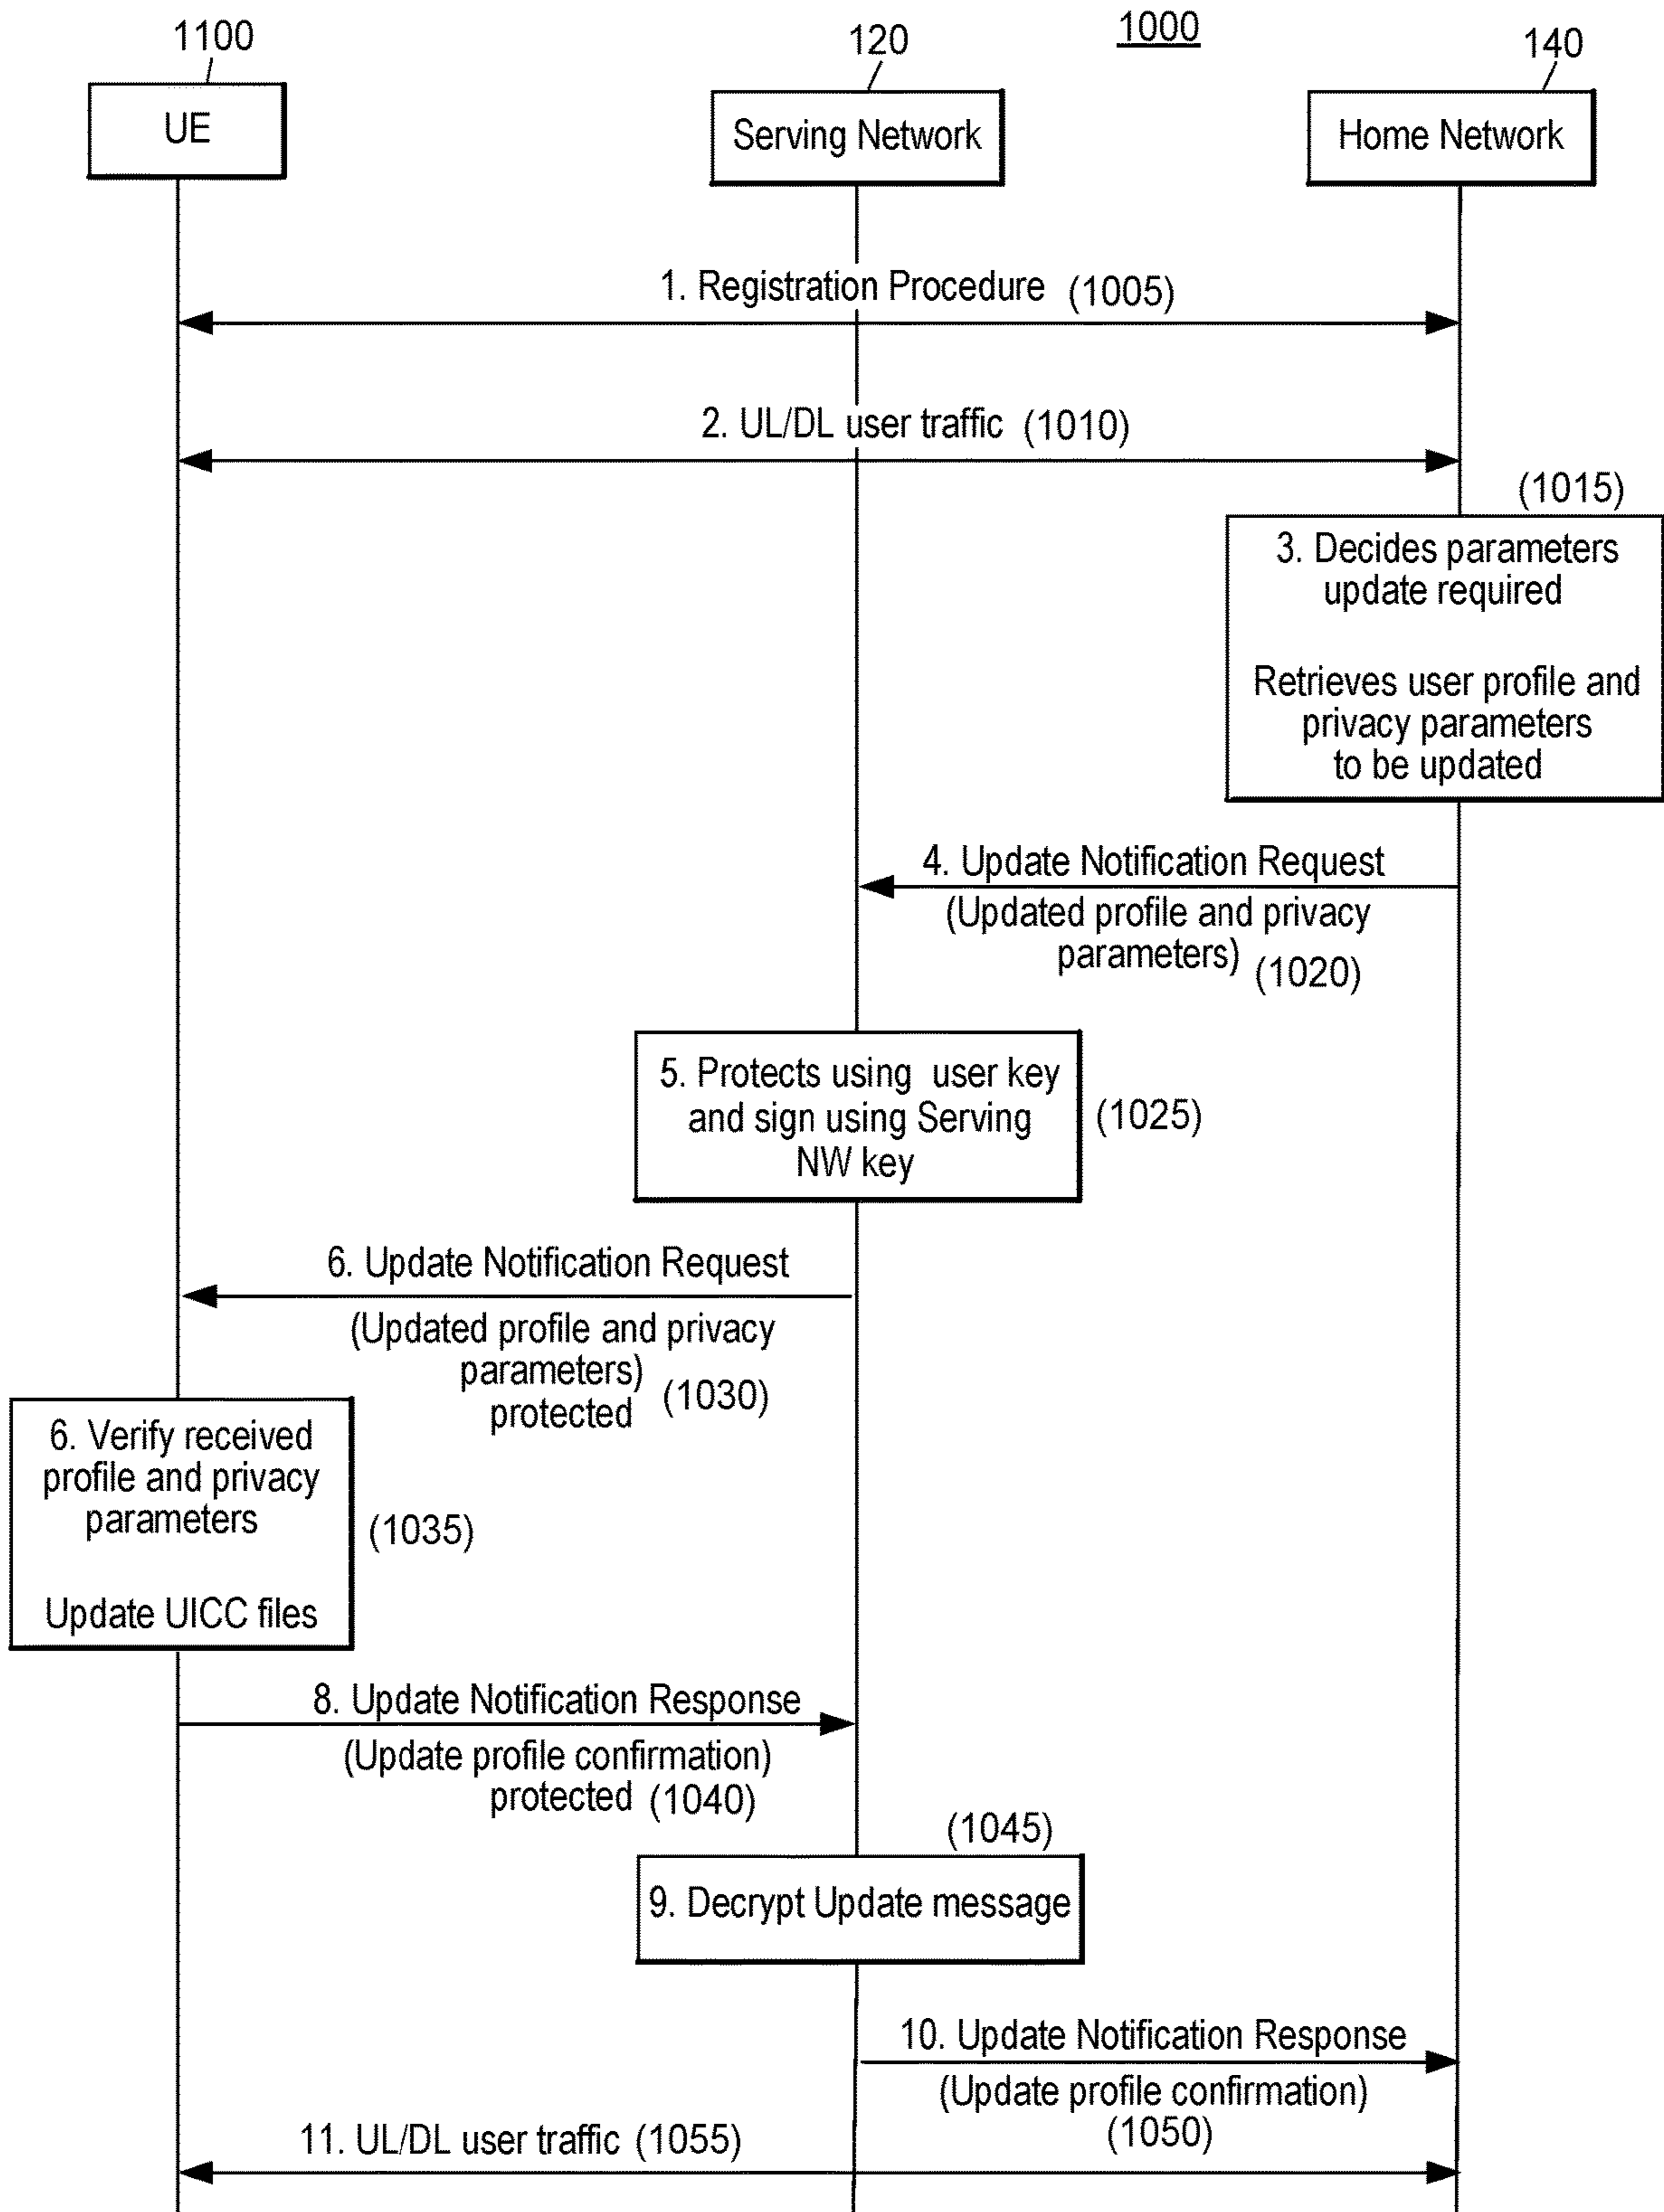 1100
120
1000
140
UE
Serving Network
Home Network
1. Registration Procedure (1005)
2. UL/DL user traffic (1010)
(1015)
3. Decides parameters
update required
Retrieves user profile and
privacy parameters
to be updated
4. Update Notification Request
(Updated profile and privacy
parameters) (1020)
5. Protects using user key
and sign using Serving
NW key
(1025)
6. Update Notification Request
(Updated profile and privacy
parameters)
protected (1030)
6. Verify received
profile and privacy
parameters
(1035)
Update UICC files
8. Update Notification Response
(Update profile confirmation)
protected (1040)
(1045)
9. Decrypt Update message
10. Update Notification Response
(Update profile confirmation)
(1050)
11. UL/DL user traffic (1055)